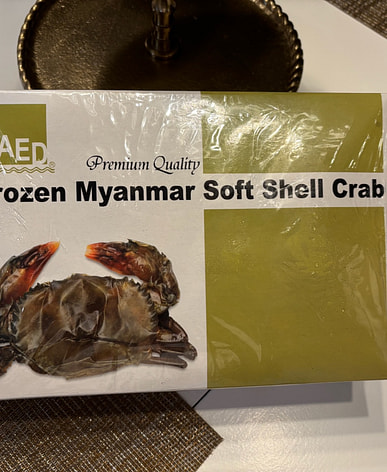 AED®
Premium Quality
rozen Myanmar Soft Shell Crab